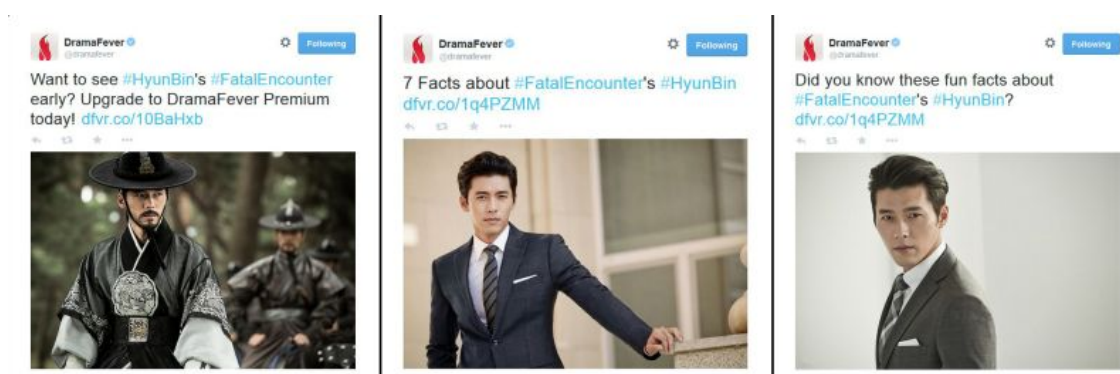 DramaFever
@dramafever
Following
Want to see #HyunBin's #FatalEncounter
early? Upgrade to DramaFever Premium
today! dfvr.co/10BaHxb
DramaFever
@dramafever
Following
7 Facts about #FatalEncounter's #HyunBin
dfvr.co/1q4PZMM
DramaFever
@dramafever
Following
Did you know these fun facts about
#FatalEncounter's #HyunBin?
dfvr.co/1q4PZMM